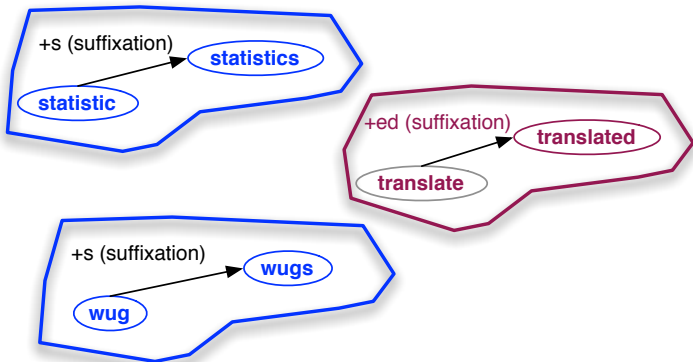 +s (suffixation)
statistics
statistic
+ed (suffixation)
translated
translate
+s (suffixation)
wugs
wug